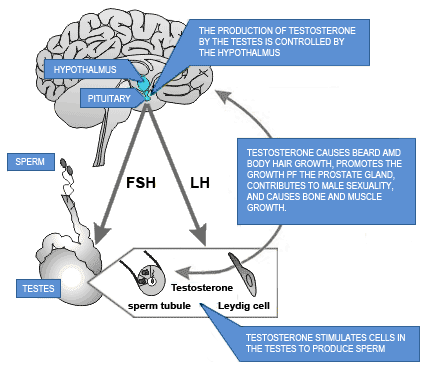 THE PRODUCTION OF TESTOSTERONE
BY THE TESTES IS CONTROLLED BY
THE HYPOTHALMUS
HYPOTHALMUS
PITUITARY
TESTOSTERONE CAUSES BEARD AMD
BODY HAIR GROWTH, PROMOTES THE
GROWTH PF THE PROSTATE GLAND,
CONTRIBUTES TO MALE SEXUALITY,
AND CAUSES BONE AND MUSCLE
GROWTH.
SPERM
FSH
LH
TESTES
Testosterone
sperm tubule
Leydig cell
TESTOSTERONE STIMULATES CELLS IN
THE TESTES TO PRODUCE SPERM